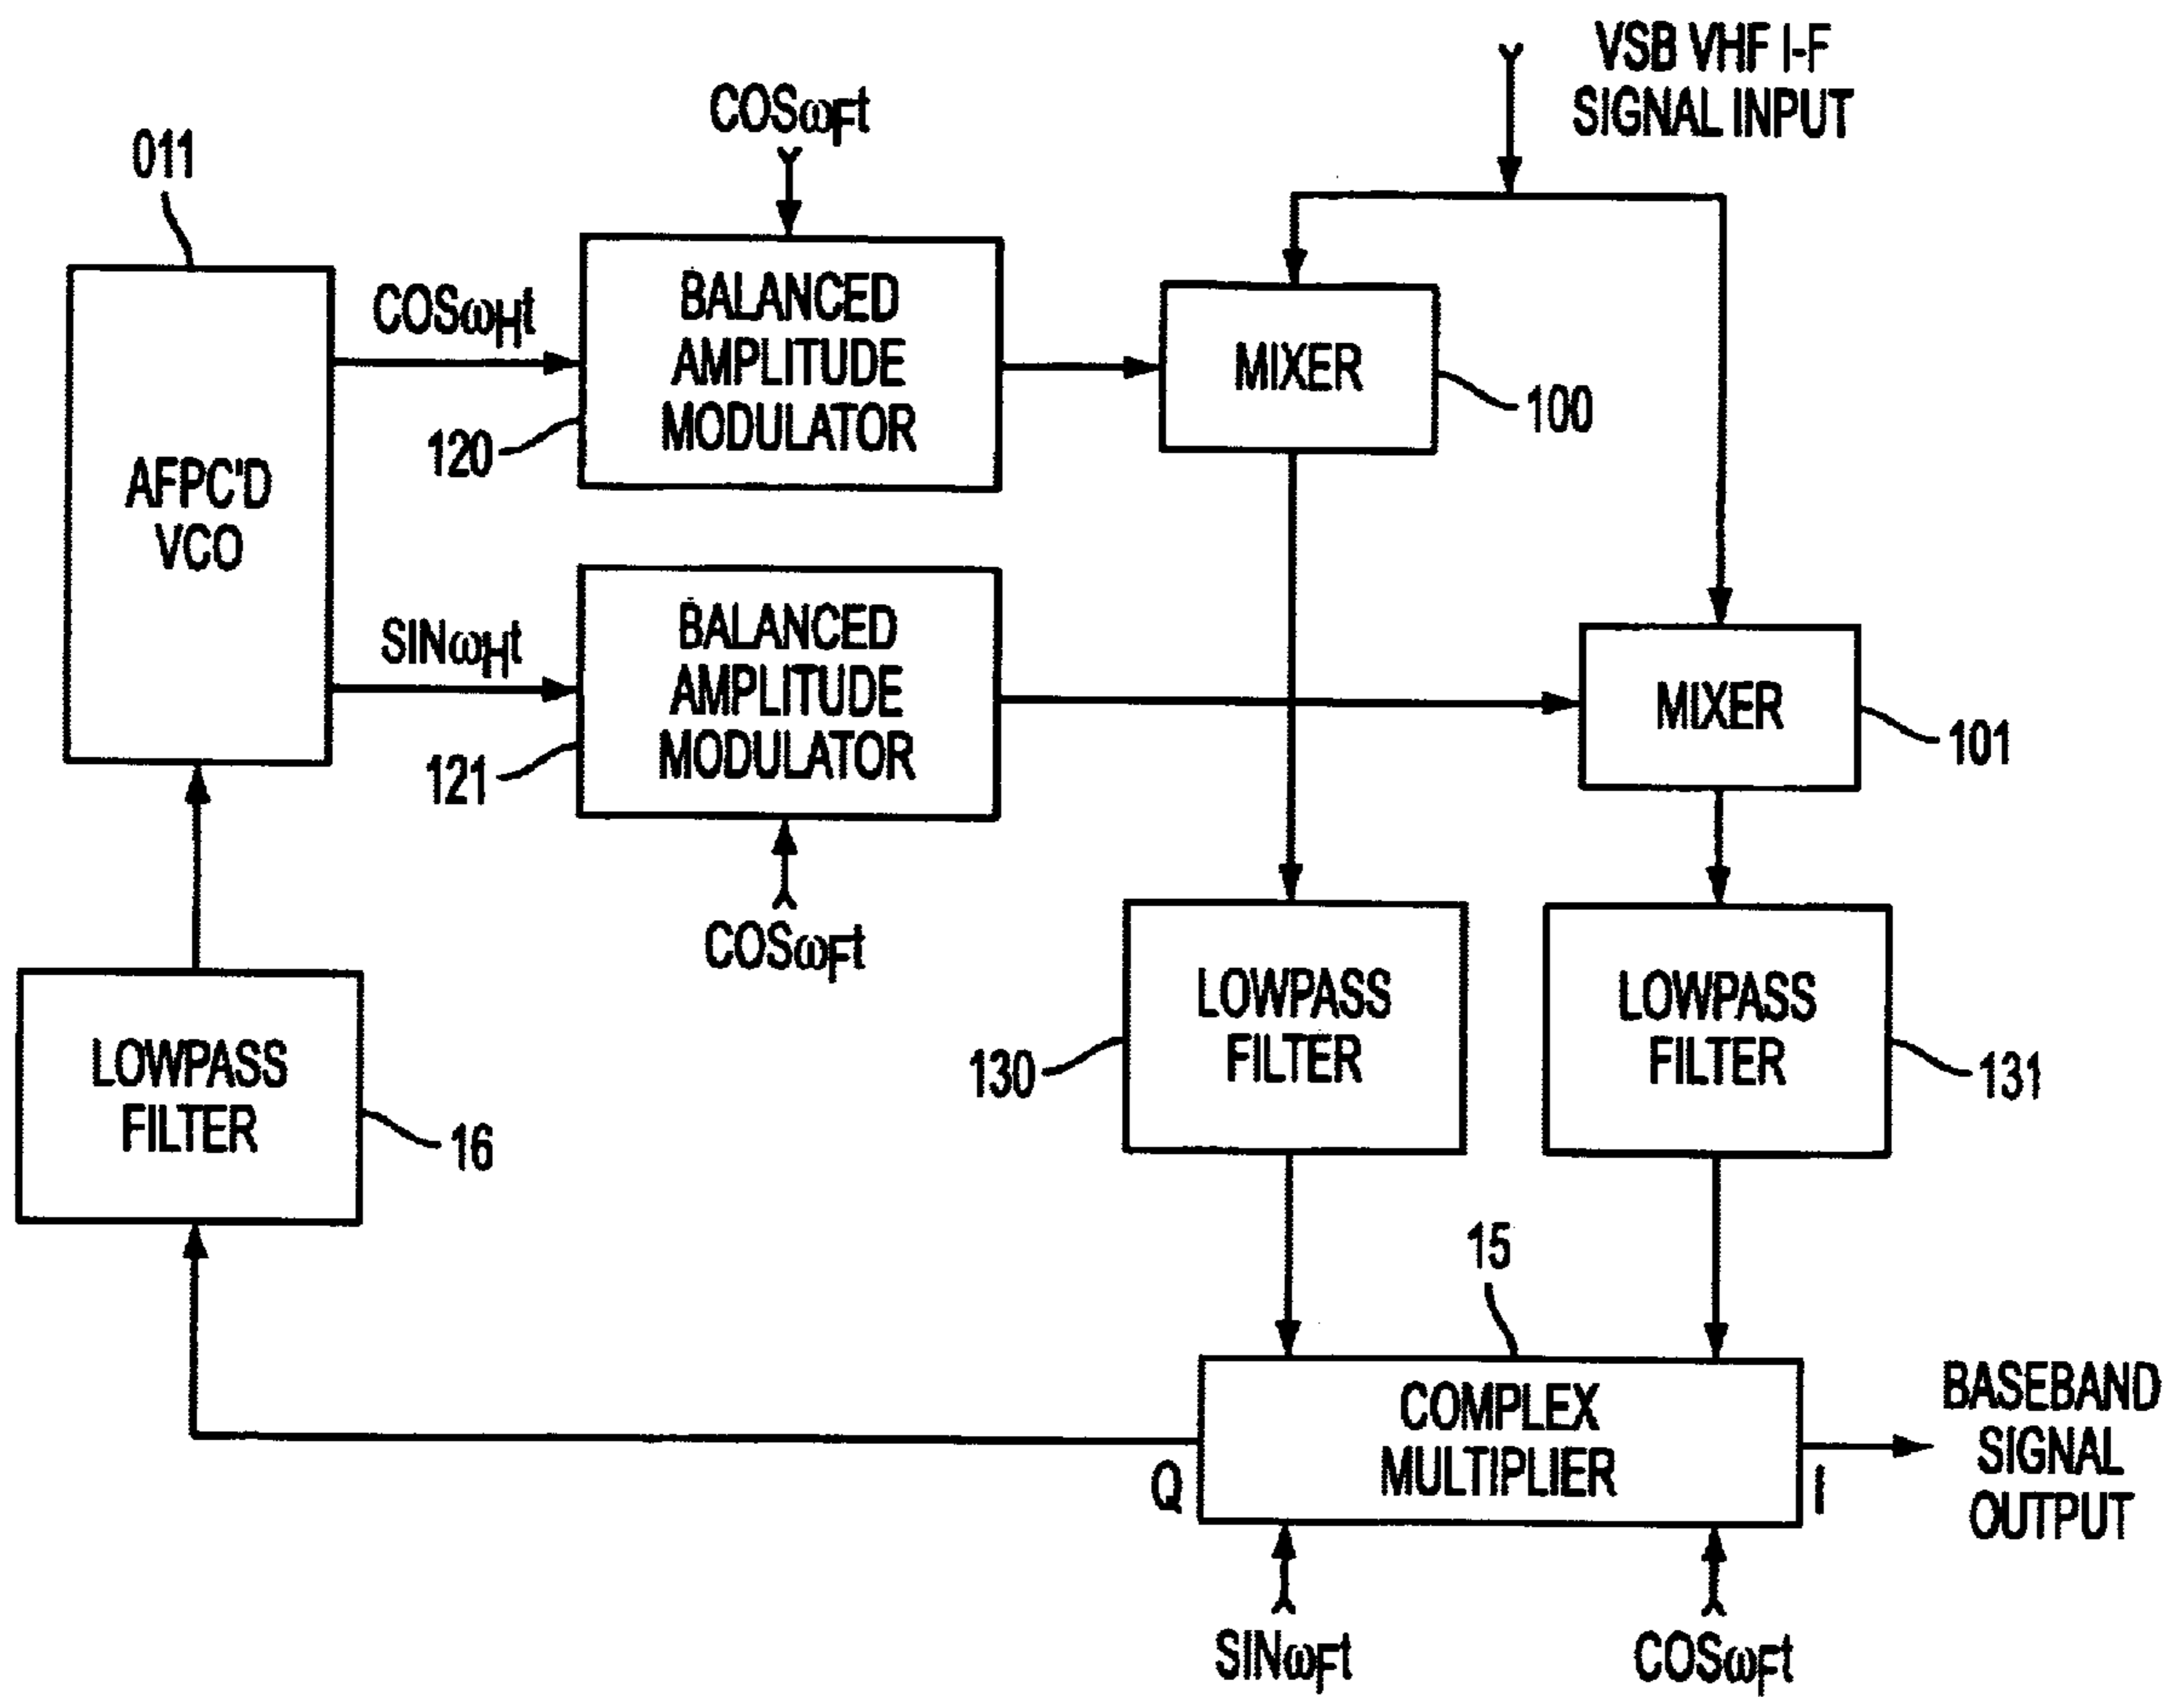 VSB VHF I-F
SIGNAL INPUT
COSωFt
011
COSωHt
BALANCED
AMPLITUDE
MODULATOR
120
MIXER
100
AFPC'D
VCO
SINωHt
BALANCED
AMPLITUDE
MODULATOR
121
MIXER
101
COSωFt
LOWPASS
FILTER
16
LOWPASS
FILTER
130
LOWPASS
FILTER
131
15
COMPLEX
MULTIPLIER
Q
I
BASEBAND
SIGNAL
OUTPUT
SINωFt
COSωFt